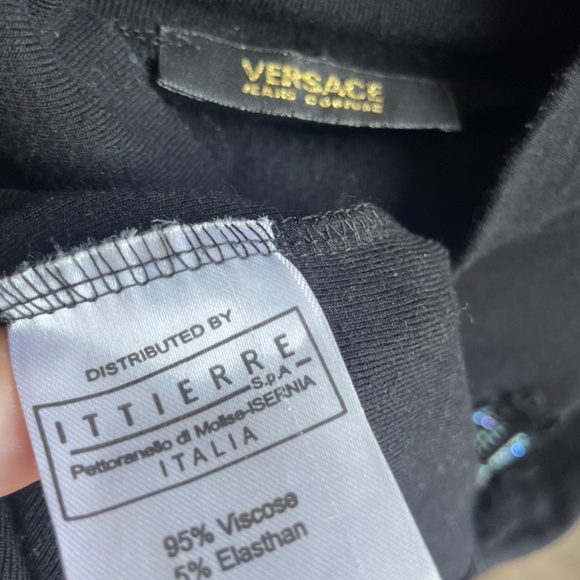 VERSACE
JEANS COUTURE
DISTRIBUTED BY
ITTIERRE
S.p.A
Pettoranello di Molise-ISERNIA
ITALIA
95% Viscose
5% Elasthan